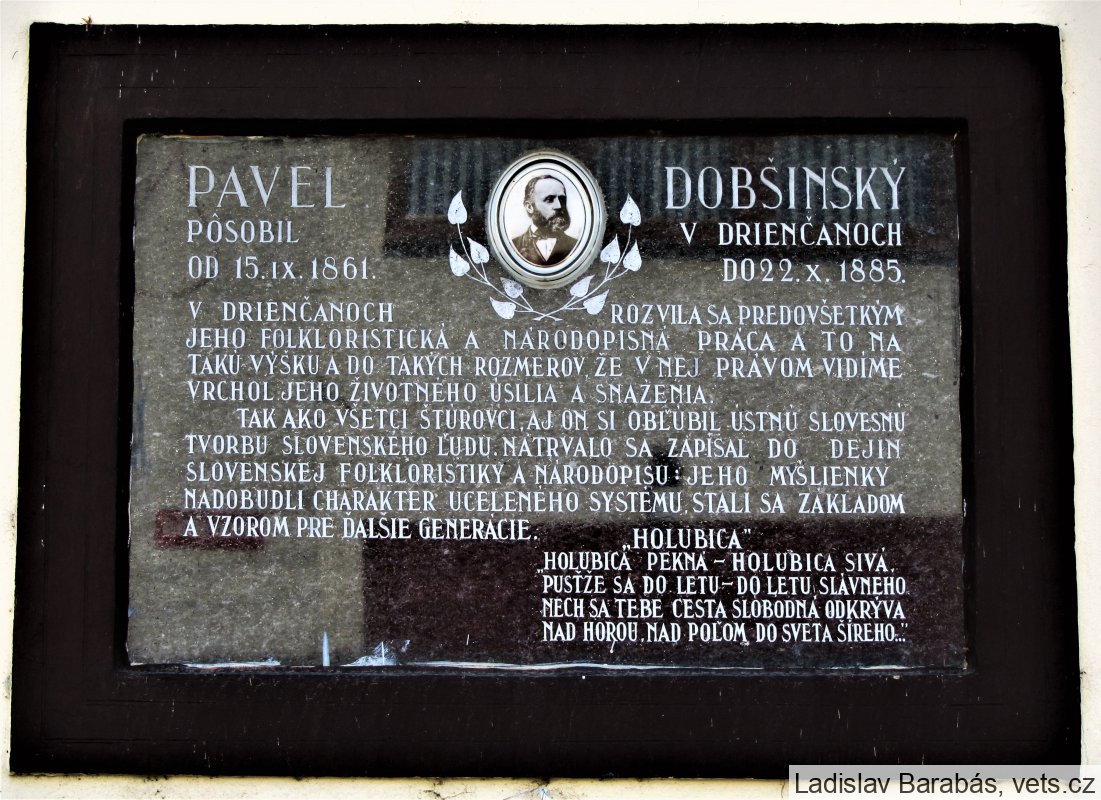 PAVEL DOBŠINSKÝ
PÔSOBIL V DRIENČANOCH
OD 15.IX.1861. DO 22.X.1885.
V DRIENČANOCH ROZVILA SA PREDOVŠETKÝM
JEHO FOLKLORISTICKÁ A NÁRODOPISNÁ PRÁCA A TO NA
TAKÚ VÝŠKU A DO TAKÝCH ROZMEROV, ŽE V NEJ PRÁVOM VIDÍME
VRCHOL JEHO ŽIVOTNÉHO ÚSILIA A SNAŽENIA.
TAK AKO VŠETCI ŠTÚROVCI, AJ ON SI OBĽÚBIL ÚSTNÚ SLOVESNÚ
TVORBU SLOVENSKÉHO ĽUDU. NATRVALO SA ZAPÍSAL DO DEJÍN
SLOVENSKEJ FOLKLORISTIKY A NÁRODOPISU: JEHO MYŠLIENKY
NADOBUDLI CHARAKTER UCELENÉHO SYSTÉMU, STALI SA ZÁKLADOM
A VZOROM PRE ĎALŠIE GENERÁCIE.
„HOLUBICA"
„HOLUBICA PEKNÁ – HOLUBICA SIVÁ,
PUSŤŽE SA DO LETU – DO LETU SLÁVNEHO
NECH SA TEBE CESTA SLOBODNÁ ODKRÝVA
NAD HOROU, NAD POĽOM DO SVETA ŠÍREHO..."
Ladislav Barabás, vets.cz